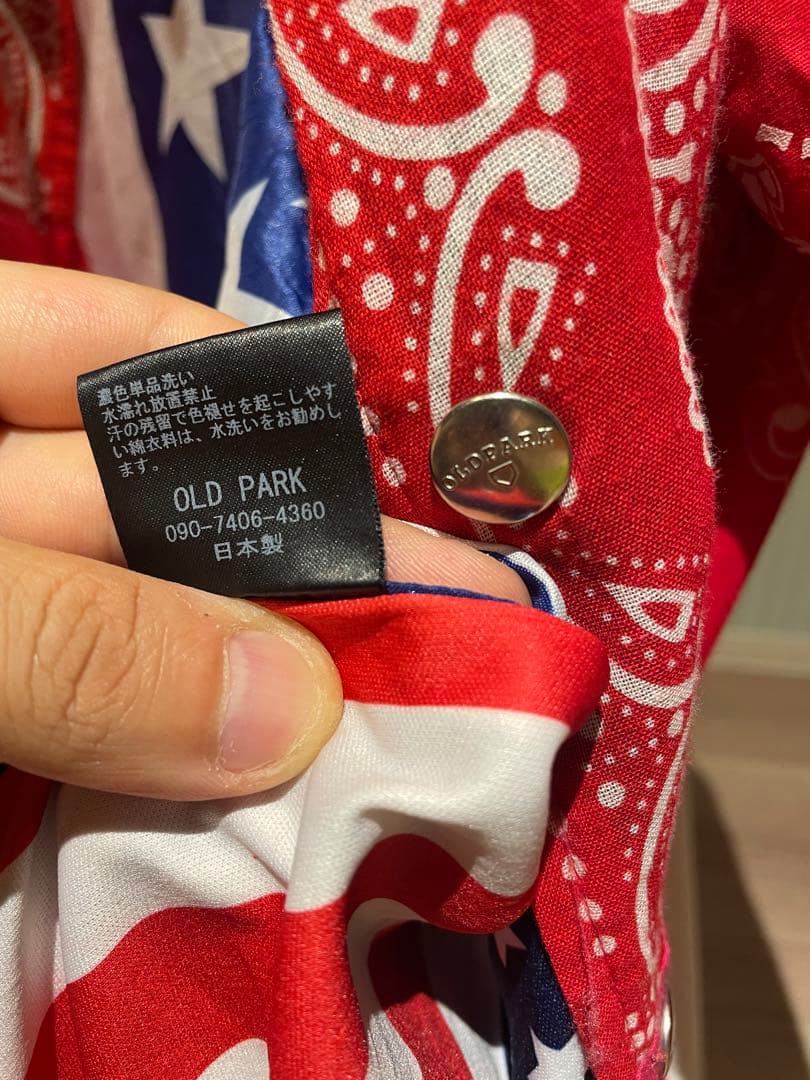 濃色単品洗い
水濡れ放置禁止
汗の残留で色褪せを起こしやす
い綿衣料は、水洗いをお勧めし
ます。
OLD PARK
090-7406-4360
日本製
OLDPARK